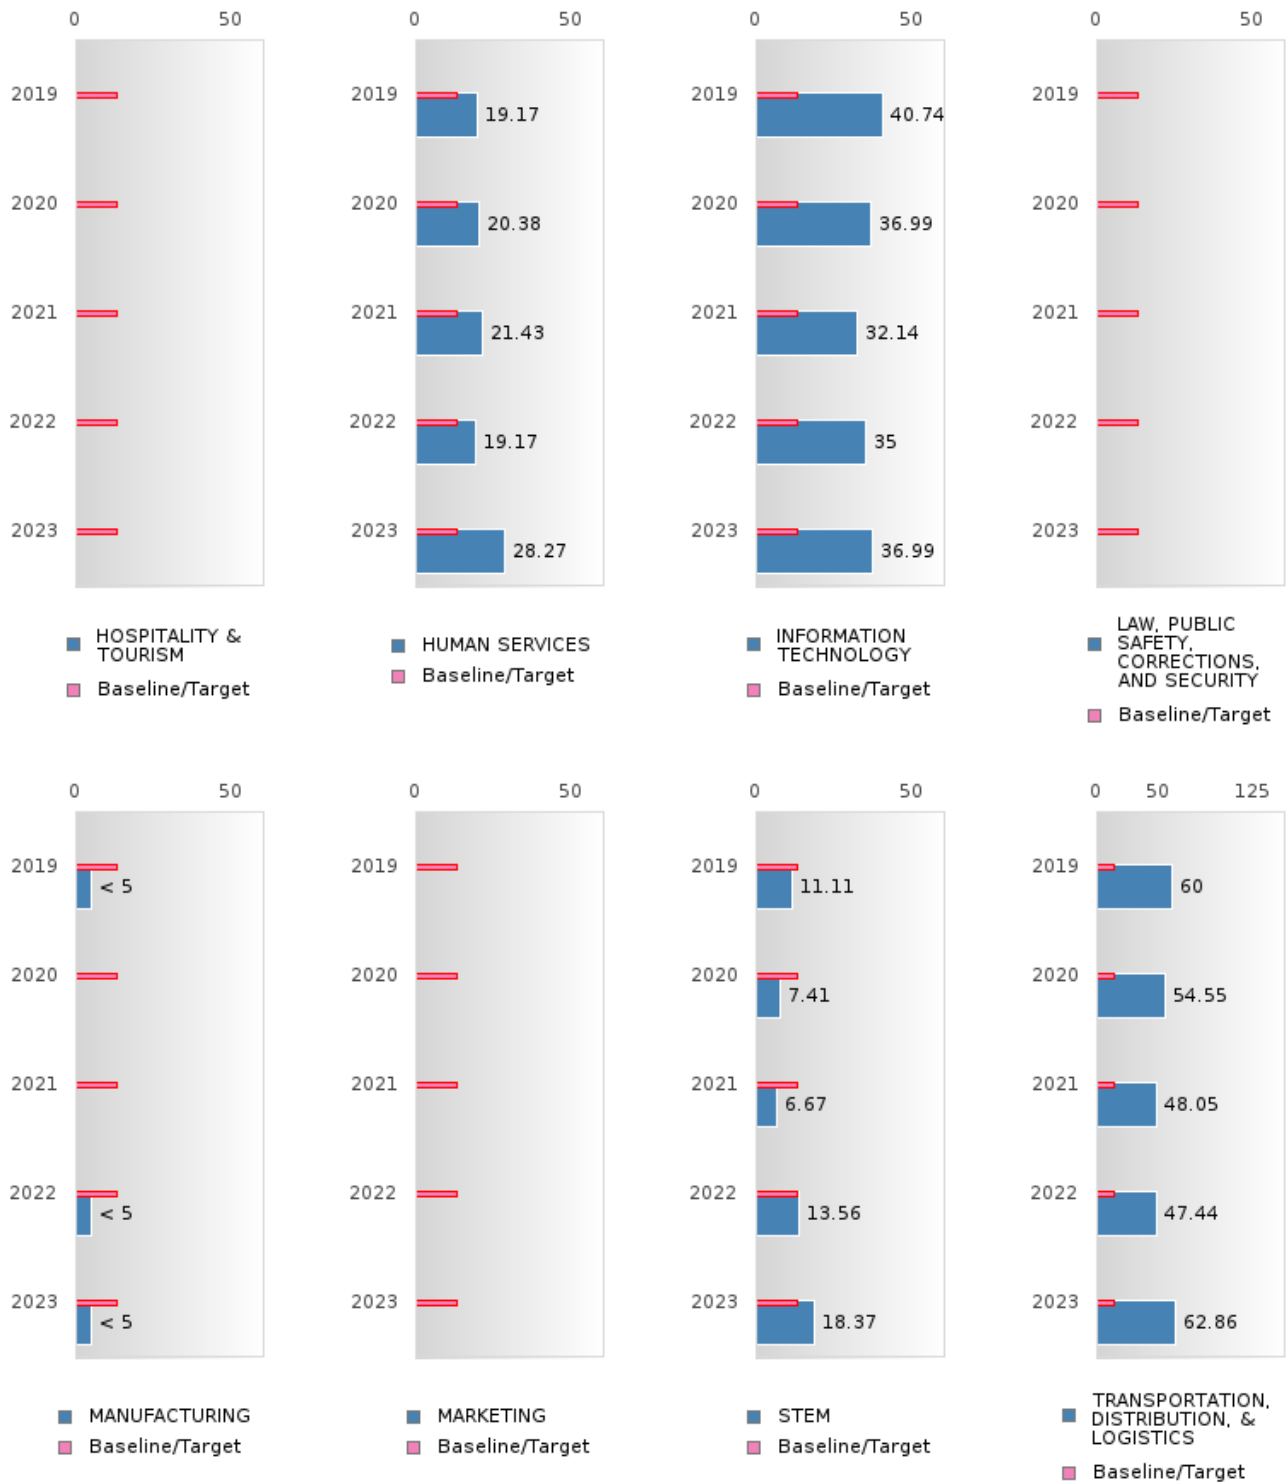 0 50
2019
2020
2021
2022
2023
HOSPITALITY &
TOURISM
Baseline/Target
0 50
2019 19.17
2020 20.38
2021 21.43
2022 19.17
2023 28.27
HUMAN SERVICES
Baseline/Target
0 50
2019 40.74
2020 36.99
2021 32.14
2022 35
2023 36.99
INFORMATION
TECHNOLOGY
Baseline/Target
0 50
2019
2020
2021
2022
2023
LAW, PUBLIC
SAFETY,
CORRECTIONS,
AND SECURITY
Baseline/Target
0 50
2019 < 5
2020
2021
2022 < 5
2023 < 5
MANUFACTURING
Baseline/Target
0 50
2019
2020
2021
2022
2023
MARKETING
Baseline/Target
0 50
2019 11.11
2020 7.41
2021 6.67
2022 13.56
2023 18.37
STEM
Baseline/Target
0 50 125
2019 60
2020 54.55
2021 48.05
2022 47.44
2023 62.86
TRANSPORTATION,
DISTRIBUTION, &
LOGISTICS
Baseline/Target